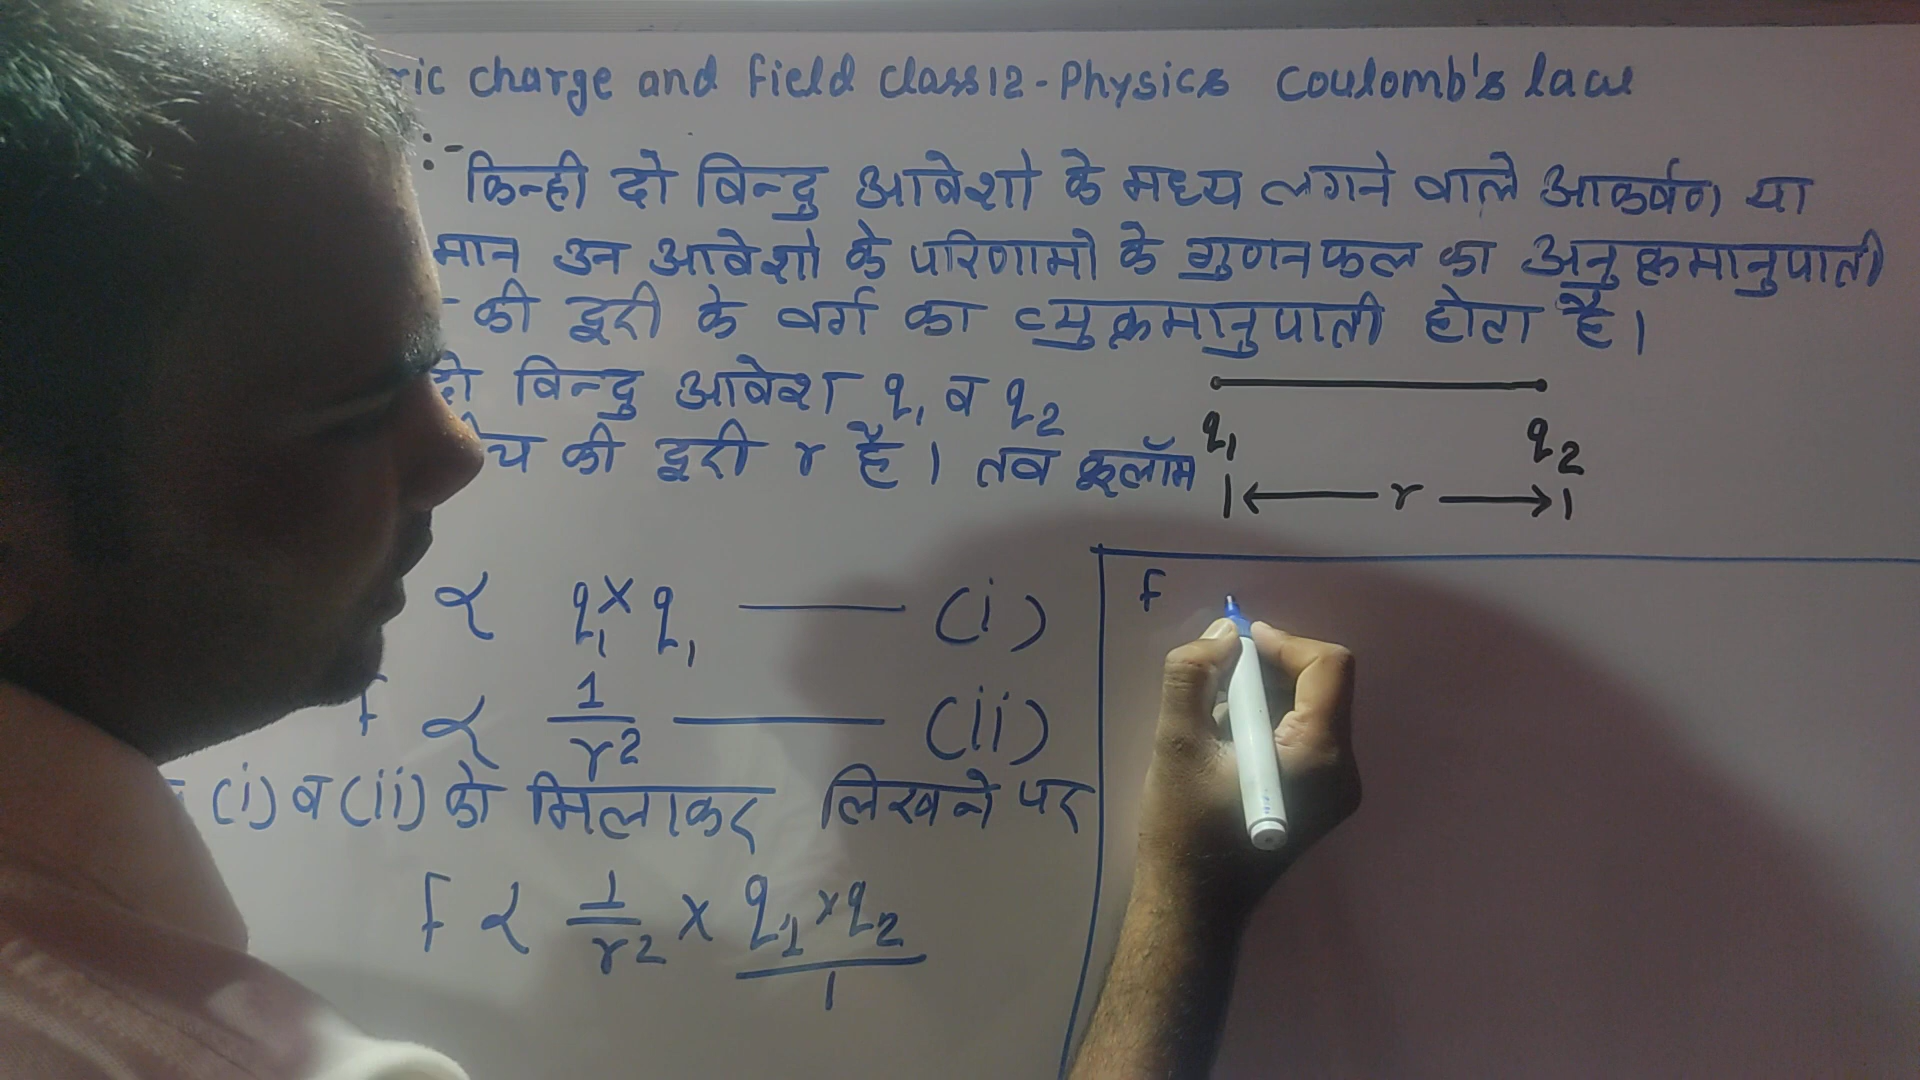 ric charge and field class12-Physics Coulomb's law
:-
किन्ही दो विन्दु आवेशो के मध्य लगने वाले आकर्षण या
मान उन आवेशो के परिणामो के गुणनफल का अनुक्रमानुपाती
की दूरी के वर्ग का व्युत्क्रमानुपाती होता है।
दो विन्दु आवेश q₁ व q₂
की दूरी r है। तव कूलॉम
q₁ q₂
r
∝ q₁ × q₁ (i)
F ∝ 1/r² (ii)
(i) व (ii) को मिलाकर लिखने पर
F ∝ 1/r² × q₁ × q₂/1
F